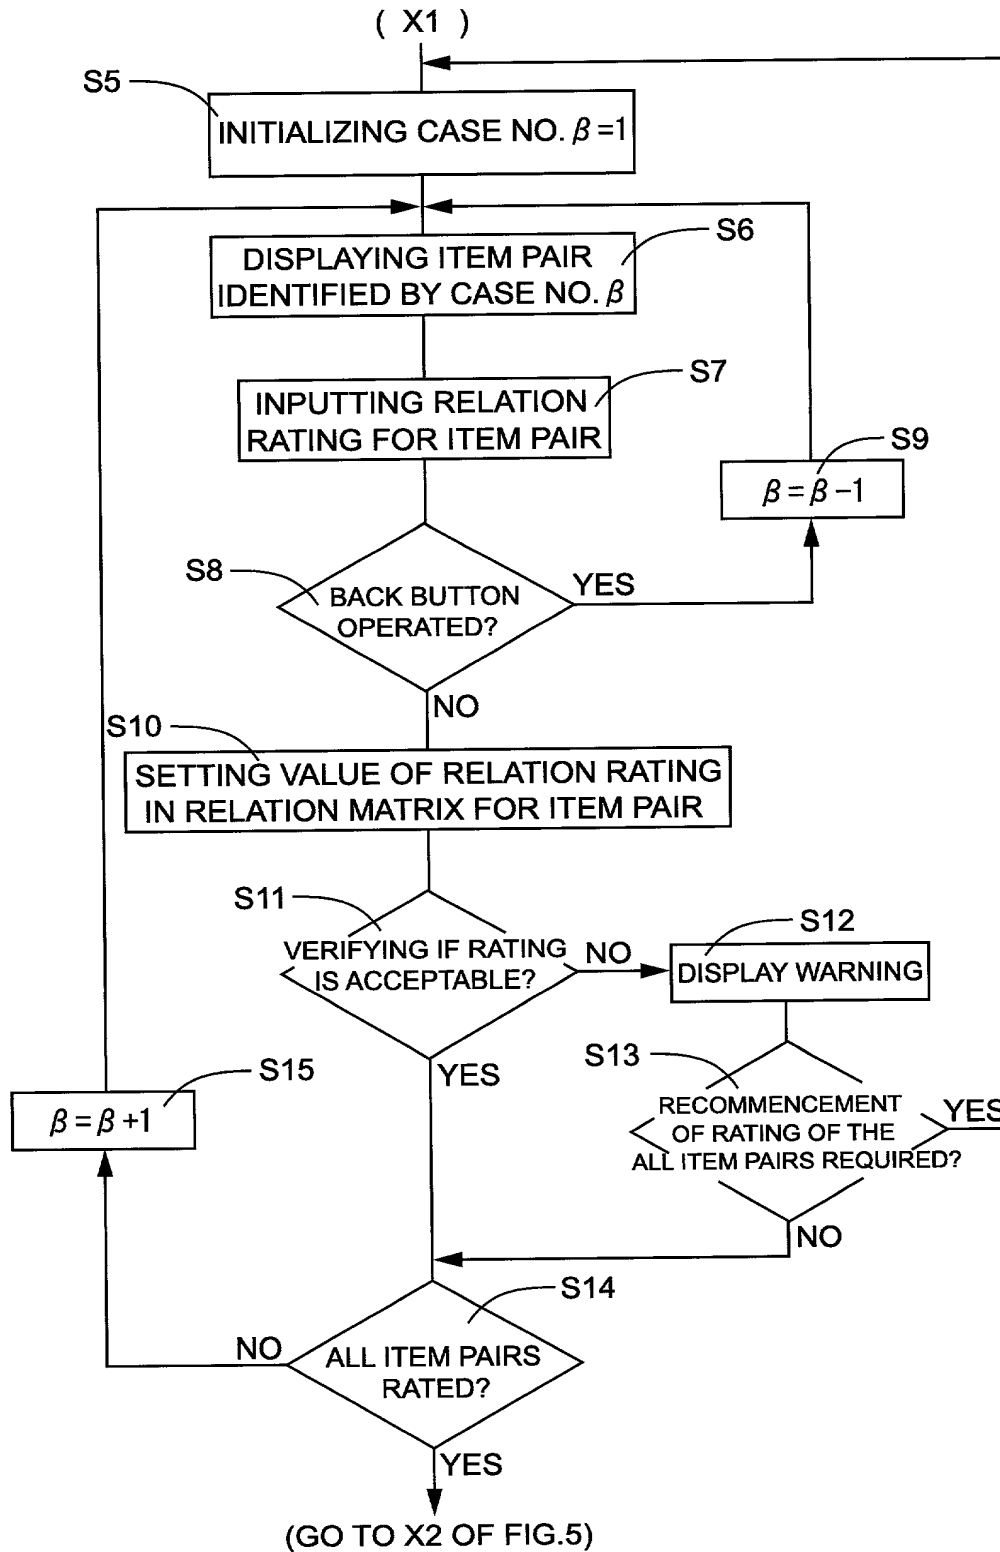 ( X1 )
S5
INITIALIZING CASE NO. β=1
S6
DISPLAYING ITEM PAIR
IDENTIFIED BY CASE NO. β
S7
INPUTTING RELATION
RATING FOR ITEM PAIR
S9
β=β-1
S8
BACK BUTTON
OPERATED?
YES
NO
S10
SETTING VALUE OF RELATION RATING
IN RELATION MATRIX FOR ITEM PAIR
S11
VERIFYING IF RATING
IS ACCEPTABLE?
NO
S12
DISPLAY WARNING
YES
S13
RECOMMENCEMENT
OF RATING OF THE
ALL ITEM PAIRS REQUIRED?
YES
NO
S15
β=β+1
S14
ALL ITEM PAIRS
RATED?
NO
YES
(GO TO X2 OF FIG.5)